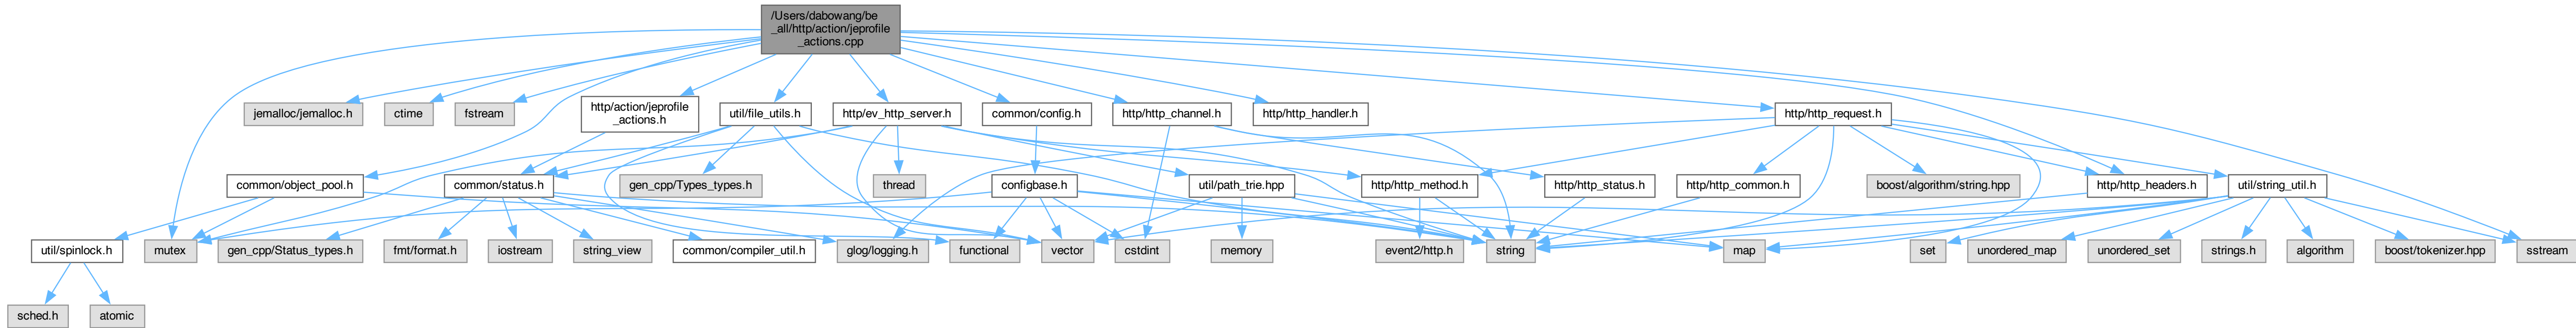 /Users/dabowang/be
_all/http/action/jeprofile
_actions.cpp
jemalloc/jemalloc.h
ctime
fstream
http/action/jeprofile
_actions.h
util/file_utils.h
http/ev_http_server.h
common/config.h
http/http_channel.h
http/http_handler.h
http/http_request.h
common/object_pool.h
common/status.h
gen_cpp/Types_types.h
thread
configbase.h
util/path_trie.hpp
http/http_method.h
http/http_status.h
http/http_common.h
boost/algorithm/string.hpp
http/http_headers.h
util/string_util.h
util/spinlock.h
mutex
gen_cpp/Status_types.h
fmt/format.h
iostream
string_view
common/compiler_util.h
glog/logging.h
functional
vector
cstdint
memory
event2/http.h
string
map
set
unordered_map
unordered_set
strings.h
algorithm
boost/tokenizer.hpp
sstream
sched.h
atomic